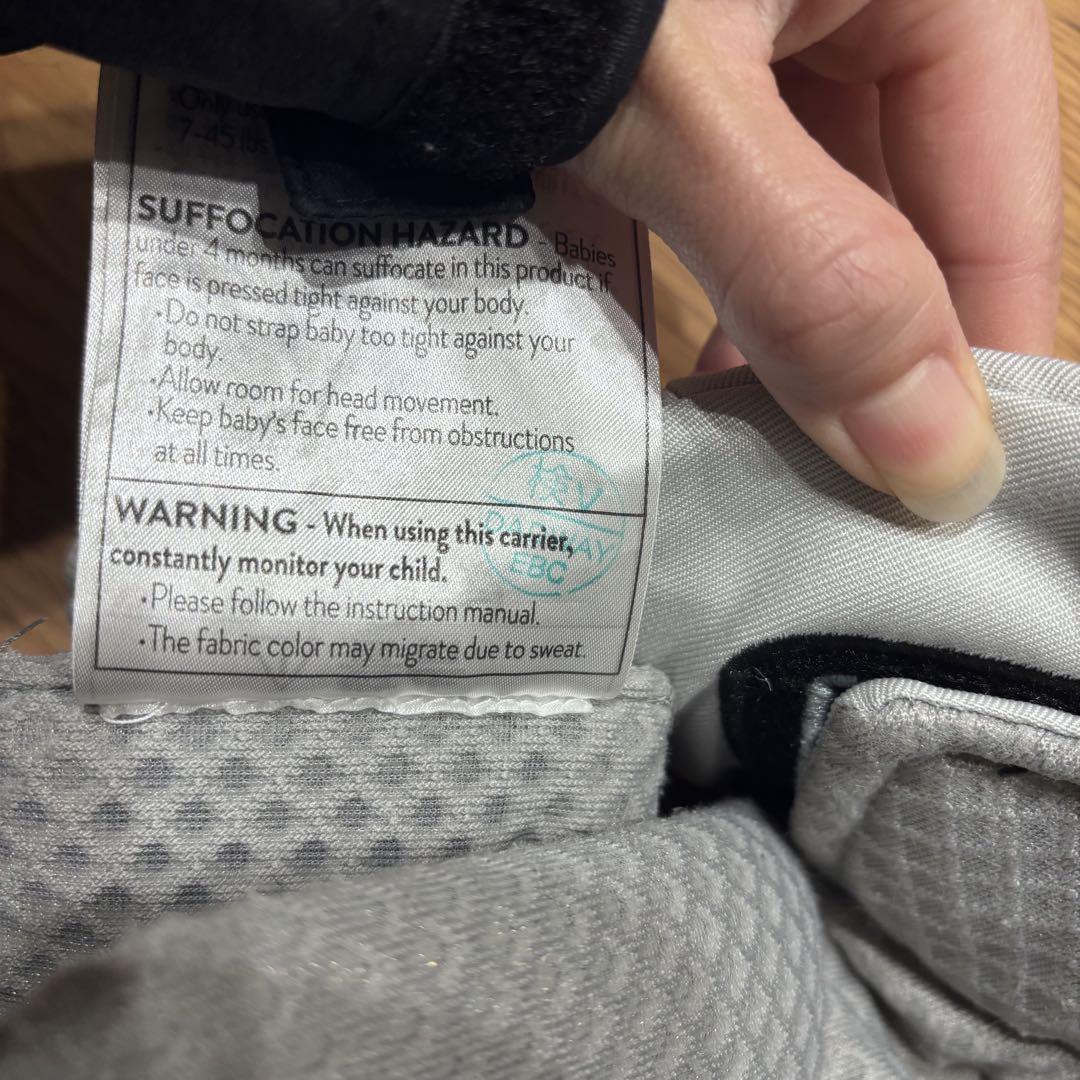 •Only
7-45 lbs
SUFFOCATION HAZARD - Babies
under 4 months can suffocate in this product if
face is pressed tight against your body.
•Do not strap baby too tight against your
body.
•Allow room for head movement.
•Keep baby's face free from obstructions
at all times.
WARNING - When using this carrier,
constantly monitor your child.
•Please follow the instruction manual.
•The fabric color may migrate due to sweat.
EBC